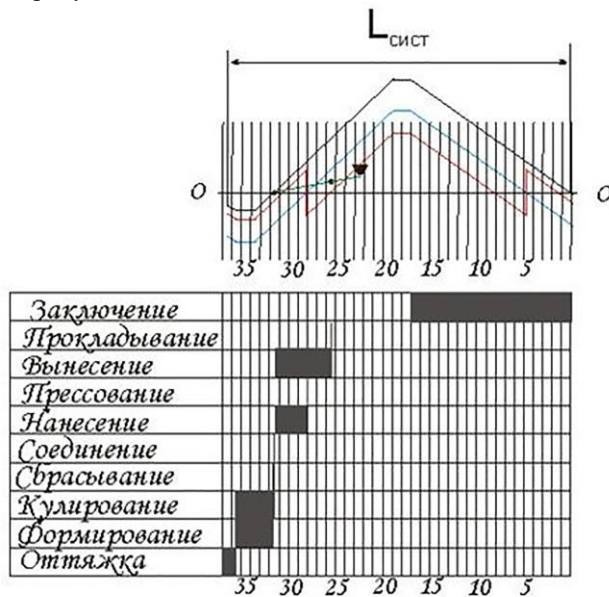 Lсист
О О
35 30 25 20 15 10 5
Заключение
Прокладывание
Вынесение
Прессование
Нанесение
Соединение
Сбрасывание
Кулирование
Формирование
Оттяжка
35 30 25 20 15 10 5